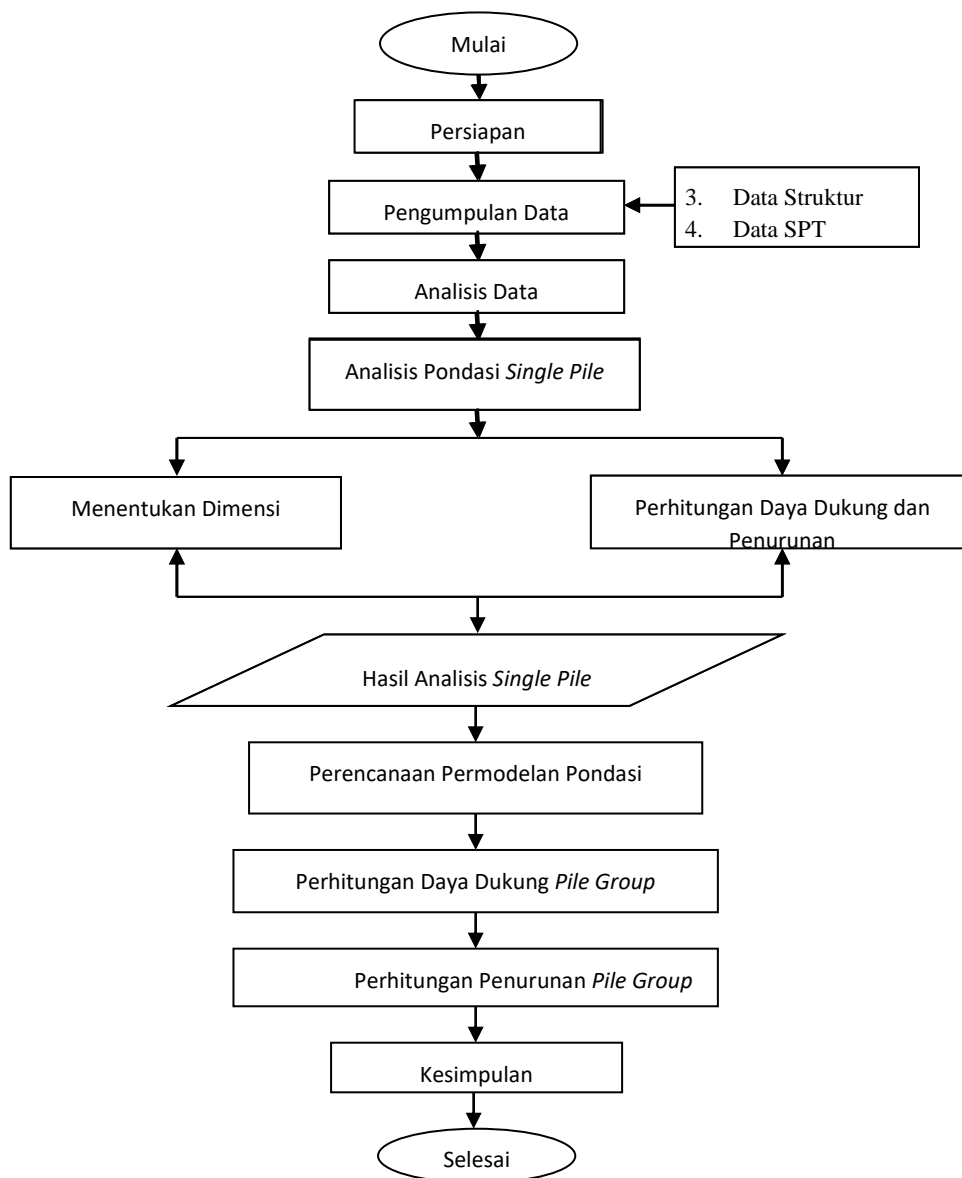 Mulai
Persiapan
Pengumpulan Data
3. Data Struktur
4. Data SPT
Analisis Data
Analisis Pondasi Single Pile
Menentukan Dimensi
Perhitungan Daya Dukung dan
Penurunan
Hasil Analisis Single Pile
Perencanaan Permodelan Pondasi
Perhitungan Daya Dukung Pile Group
Perhitungan Penurunan Pile Group
Kesimpulan
Selesai